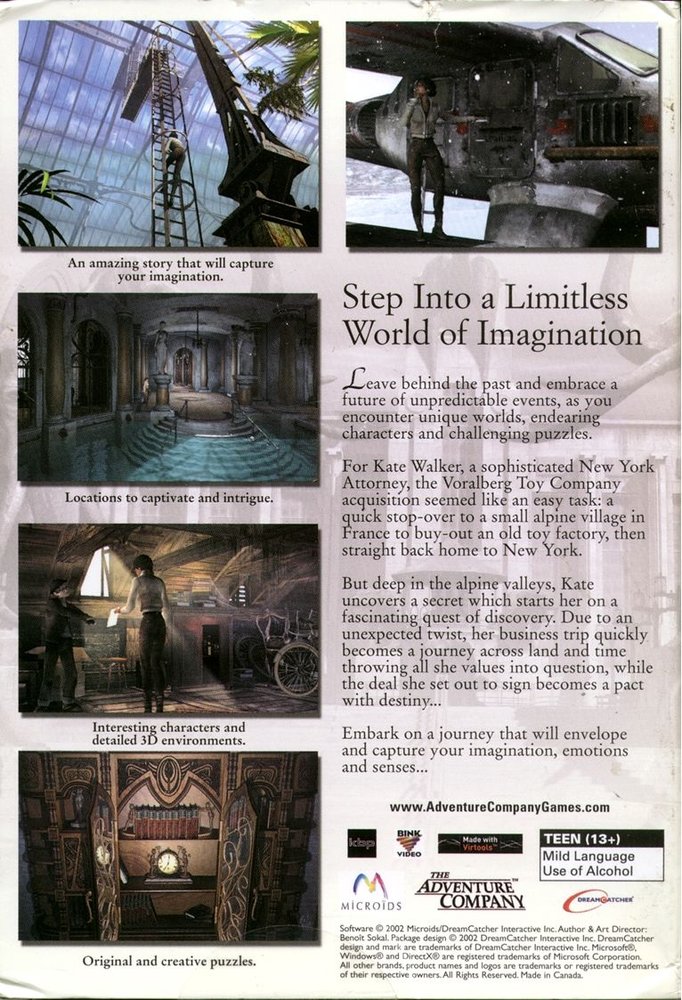 An amazing story that will capture
your imagination.
Locations to captivate and intrigue.
Interesting characters and
detailed 3D environments.
Original and creative puzzles.
Step Into a Limitless
World of Imagination
Leave behind the past and embrace a
future of unpredictable events, as you
encounter unique worlds, endearing
characters and challenging puzzles.
For Kate Walker, a sophisticated New York
Attorney, the Voralberg Toy Company
acquisition seemed like an easy task: a
quick stop-over to a small alpine village in
France to buy-out an old toy factory, then
straight back home to New York.
But deep in the alpine valleys, Kate
uncovers a secret which starts her on a
fascinating quest of discovery. Due to an
unexpected twist, her business trip quickly
becomes a journey across land and time
throwing all she values into question, while
the deal she set out to sign becomes a pact
with destiny...
Embark on a journey that will envelope
and capture your imagination, emotions
and senses...
www.AdventureCompanyGames.com
BINK
VIDEO
Made with
Virtools™
TEEN (13+)
Mild Language
Use of Alcohol
MICROÏDS
THE
ADVENTURE™
COMPANY
DREAMCATCHER
Software © 2002 Microids/DreamCatcher Interactive Inc. Author & Art Director:
Benoît Sokal. Package design © 2002 DreamCatcher Interactive Inc. DreamCatcher
design and mark are trademarks of DreamCatcher Interactive Inc. Microsoft®,
Windows® and DirectX® are registered trademarks of Microsoft Corporation.
All other brands, product names and logos are trademarks or registered trademarks
of their respective owners. All Rights Reserved. Made in Canada.